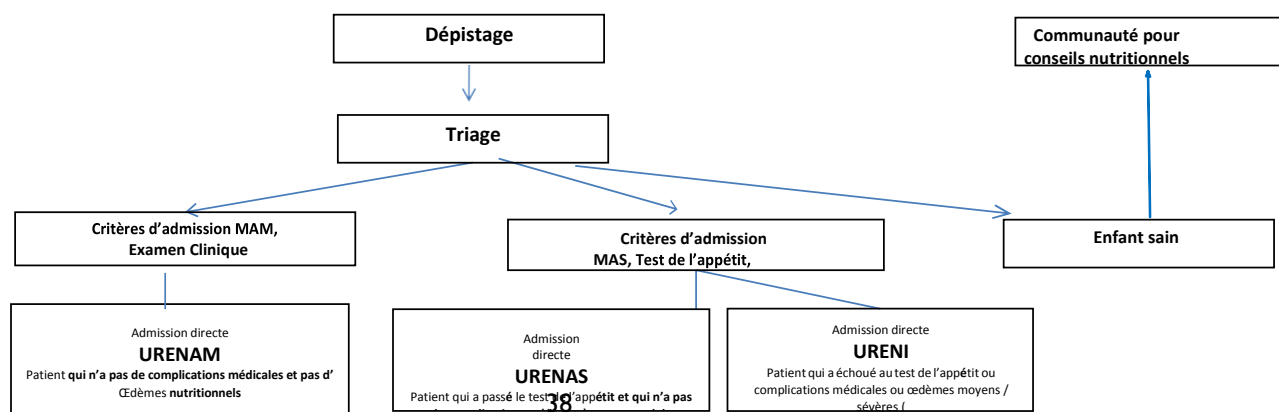 Dépistage
Communauté pour
conseils nutritionnels
Triage
Critères d’admission MAM,
Examen Clinique
Critères d’admission
MAS, Test de l’appétit,
Enfant sain
Admission directe
URENAM
Patient qui n’a pas de complications médicales et pas d’
Œdèmes nutritionnels
Admission
directe
URENAS
Patient qui a passé le test de l’appétit et qui n’a pas
38
Admission directe
URENI
Patient qui a échoué au test de l’appétit ou
complications médicales ou œdèmes moyens /
sévères (